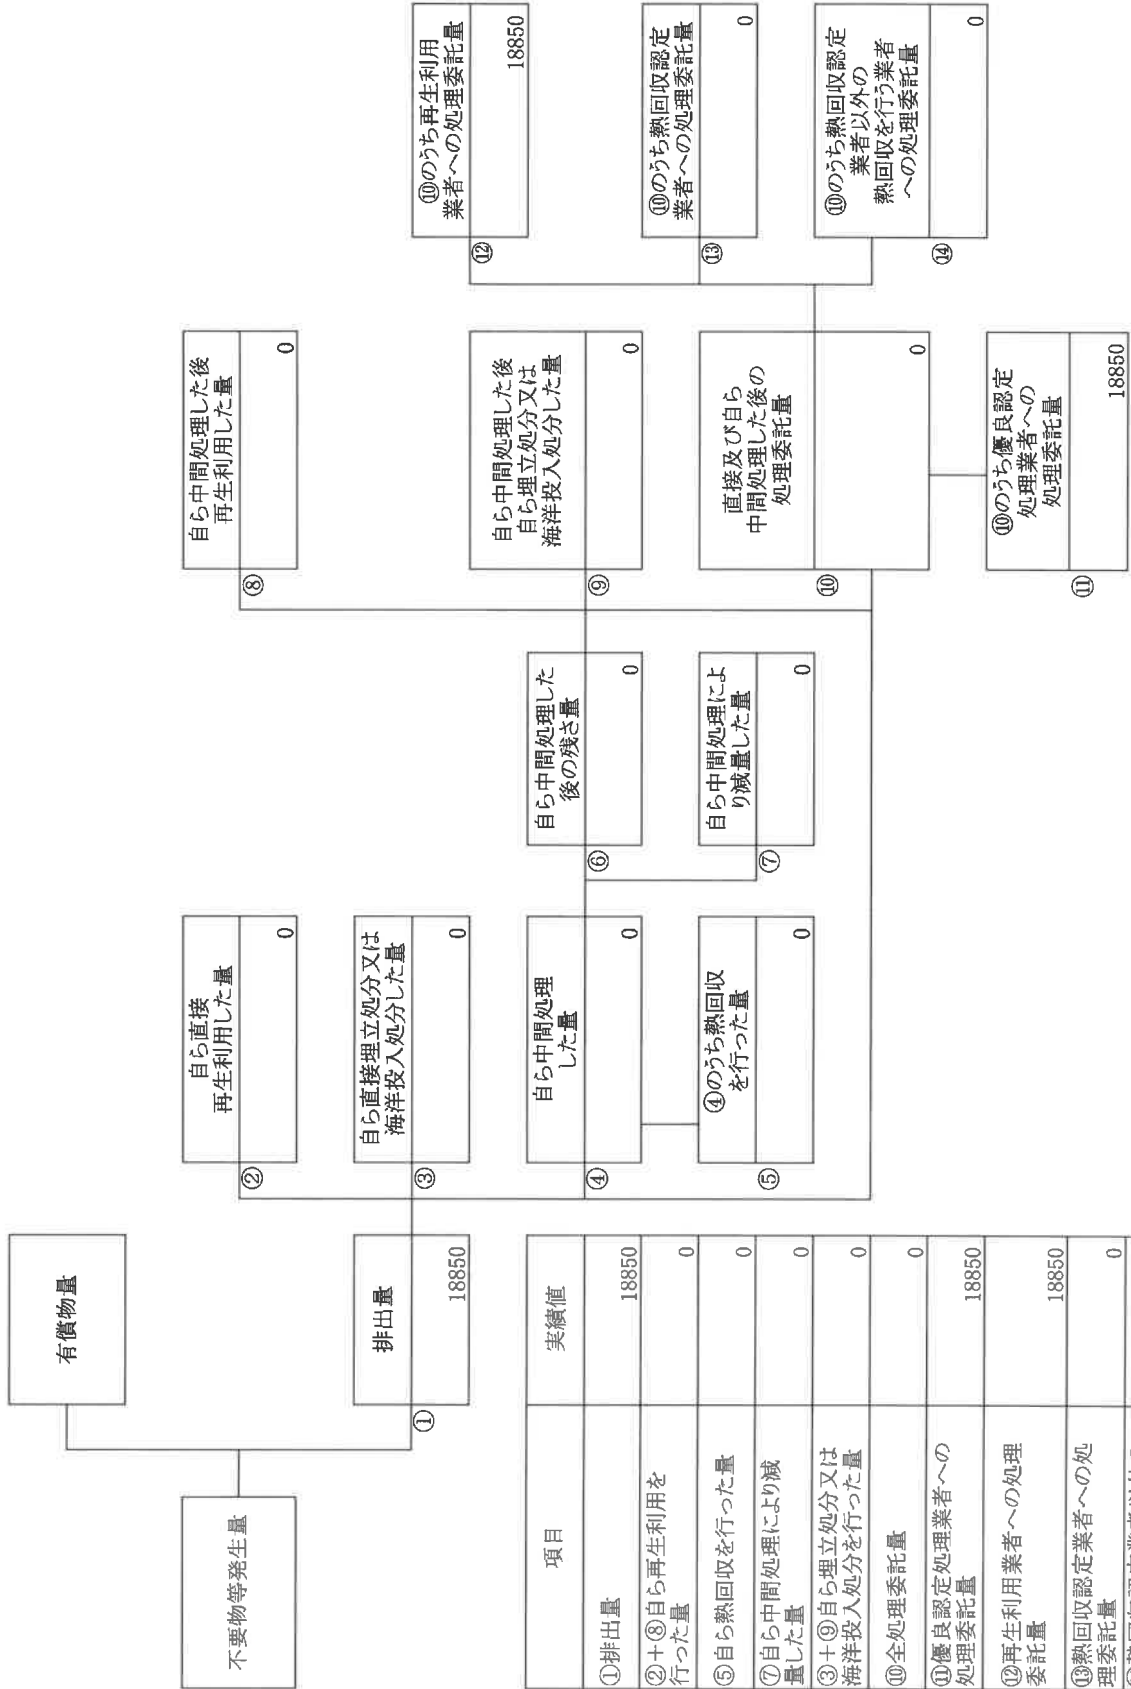 不要物等発生量
有償物量
①
排出量
18850
②
自ら直接
再生利用した量
0
③
自ら直接埋立処分又は
海洋投入処分した量
0
④
自ら中間処理
した量
0
⑤
④のうち熱回収
を行った量
0
⑥
自ら中間処理した
後の残さ量
0
⑦
自ら中間処理によ
り減量した量
0
⑧
自ら中間処理した後
再生利用した量
0
⑨
自ら中間処理した後
自ら埋立処分又は
海洋投入処分した量
0
⑩
直接及び自ら
中間処理した後の
処理委託量
0
⑪
⑩のうち優良認定
処理業者への
処理委託量
18850
⑫
⑩のうち再生利用
業者への処理委託量
18850
⑬
⑩のうち熱回収認定
業者への処理委託量
0
⑭
⑩のうち熱回収認定
業者以外の
熱回収を行う業者
への処理委託量
0
項目
実績値
①排出量
18850
②+⑧自ら再生利用を
行った量
0
⑤自ら熱回収を行った量
0
⑦自ら中間処理により減
量した量
0
③+⑨自ら埋立処分又は
海洋投入処分を行った量
0
⑩全処理委託量
0
⑪優良認定処理業者への
処理委託量
18850
⑫再生利用業者への処理
委託量
18850
⑬熱回収認定業者への処
理委託量
0